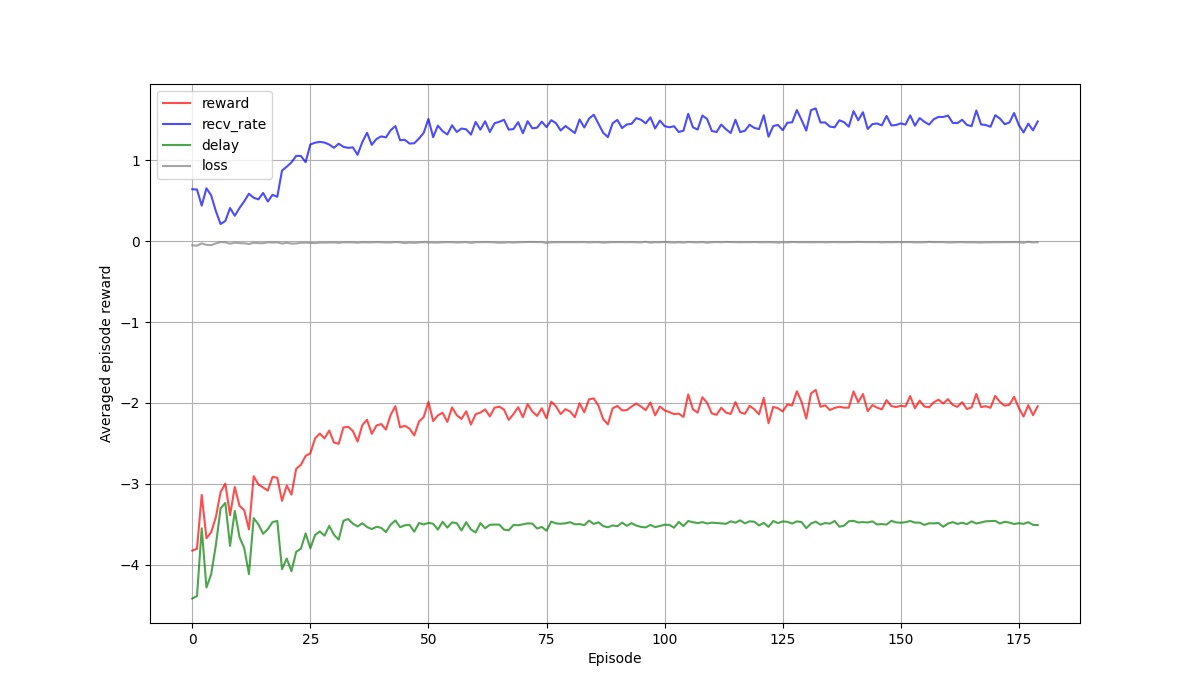 reward
recv_rate
delay
loss
1
0
−1
−2
−3
−4
Averaged episode reward
0 25 50 75 100 125 150 175
Episode